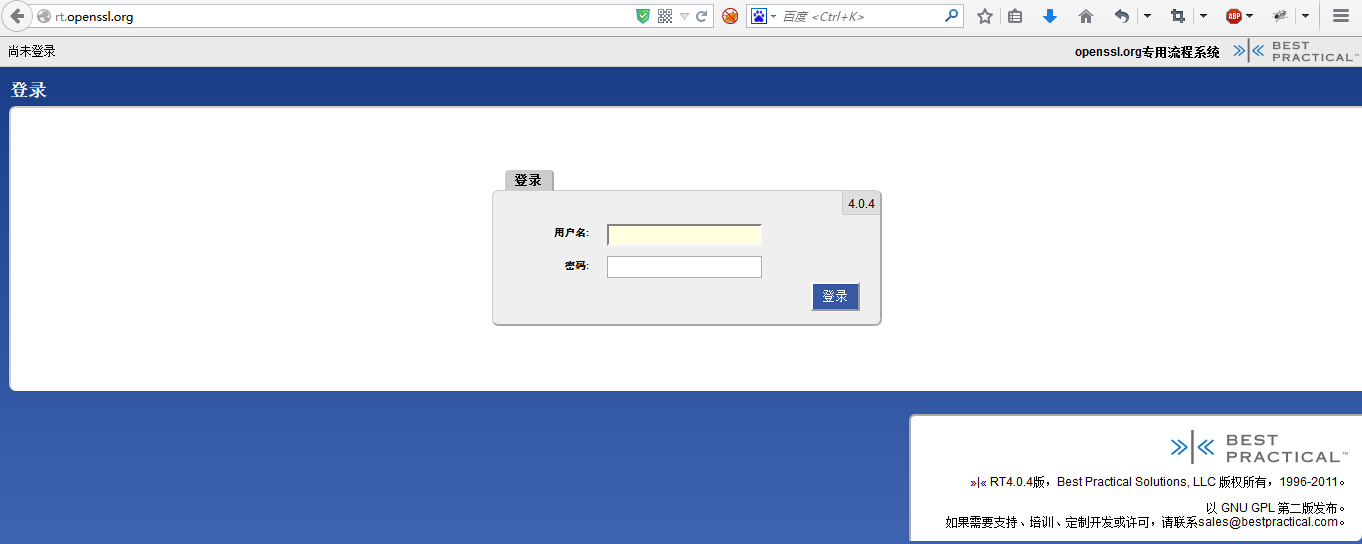 rt.openssl.org
百度 <Ctrl+K>
ABP
尚未登录
openssl.org专用流程系统
BEST
PRACTICAL™
登录
登录
4.0.4
用户名:
密码:
登录
BEST
PRACTICAL™
»|« RT4.0.4版，Best Practical Solutions, LLC 版权所有，1996-2011。
以 GNU GPL 第二版发布。
如果需要支持、培训、定制开发或许可，请联系sales@bestpractical.com。